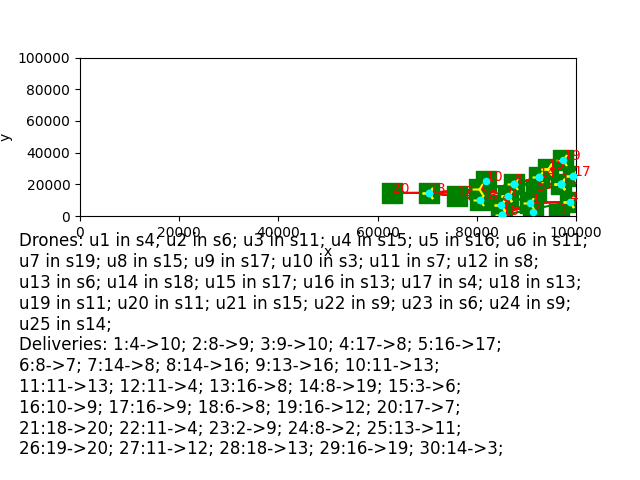 100000
80000
60000
40000
20000
0
y
0 20000 40000 60000 80000 100000
x
20
19
17
Drones: u1 in s4; u2 in s6; u3 in s11; u4 in s15; u5 in s16; u6 in s11;
u7 in s19; u8 in s15; u9 in s17; u10 in s3; u11 in s7; u12 in s8;
u13 in s6; u14 in s18; u15 in s17; u16 in s13; u17 in s4; u18 in s13;
u19 in s11; u20 in s11; u21 in s15; u22 in s9; u23 in s6; u24 in s9;
u25 in s14;
Deliveries: 1:4->10; 2:8->9; 3:9->10; 4:17->8; 5:16->17;
6:8->7; 7:14->8; 8:14->16; 9:13->16; 10:11->13;
11:11->13; 12:11->4; 13:16->8; 14:8->19; 15:3->6;
16:10->9; 17:16->9; 18:6->8; 19:16->12; 20:17->7;
21:18->20; 22:11->4; 23:2->9; 24:8->2; 25:13->11;
26:19->20; 27:11->12; 28:18->13; 29:16->19; 30:14->3;